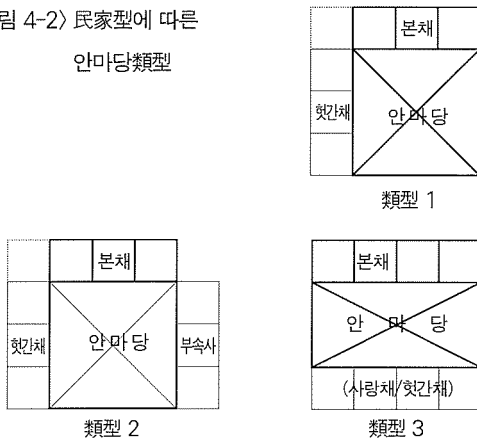 림 4-2〉 民家型에 따른
안마당類型
본채
헛간채
안마당
類型 1
본채
헛간채
안마당
부속사
類型 2
본채
안 마 당
(사랑채/헛간채)
類型 3